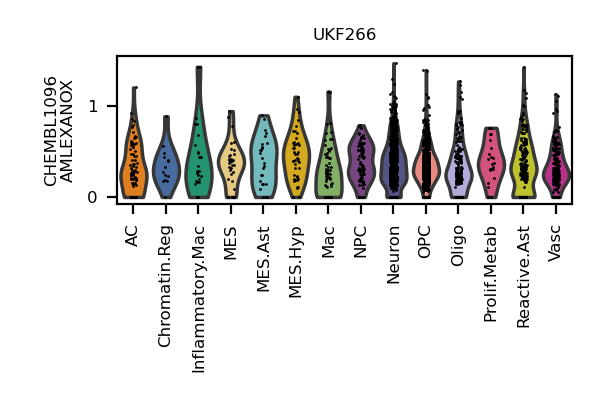 UKF266
CHEMBL1096
AMLEXANOX
1
0
AC
Chromatin.Reg
Inflammatory.Mac
MES
MES.Ast
MES.Hyp
Mac
NPC
Neuron
OPC
Oligo
Prolif.Metab
Reactive.Ast
Vasc